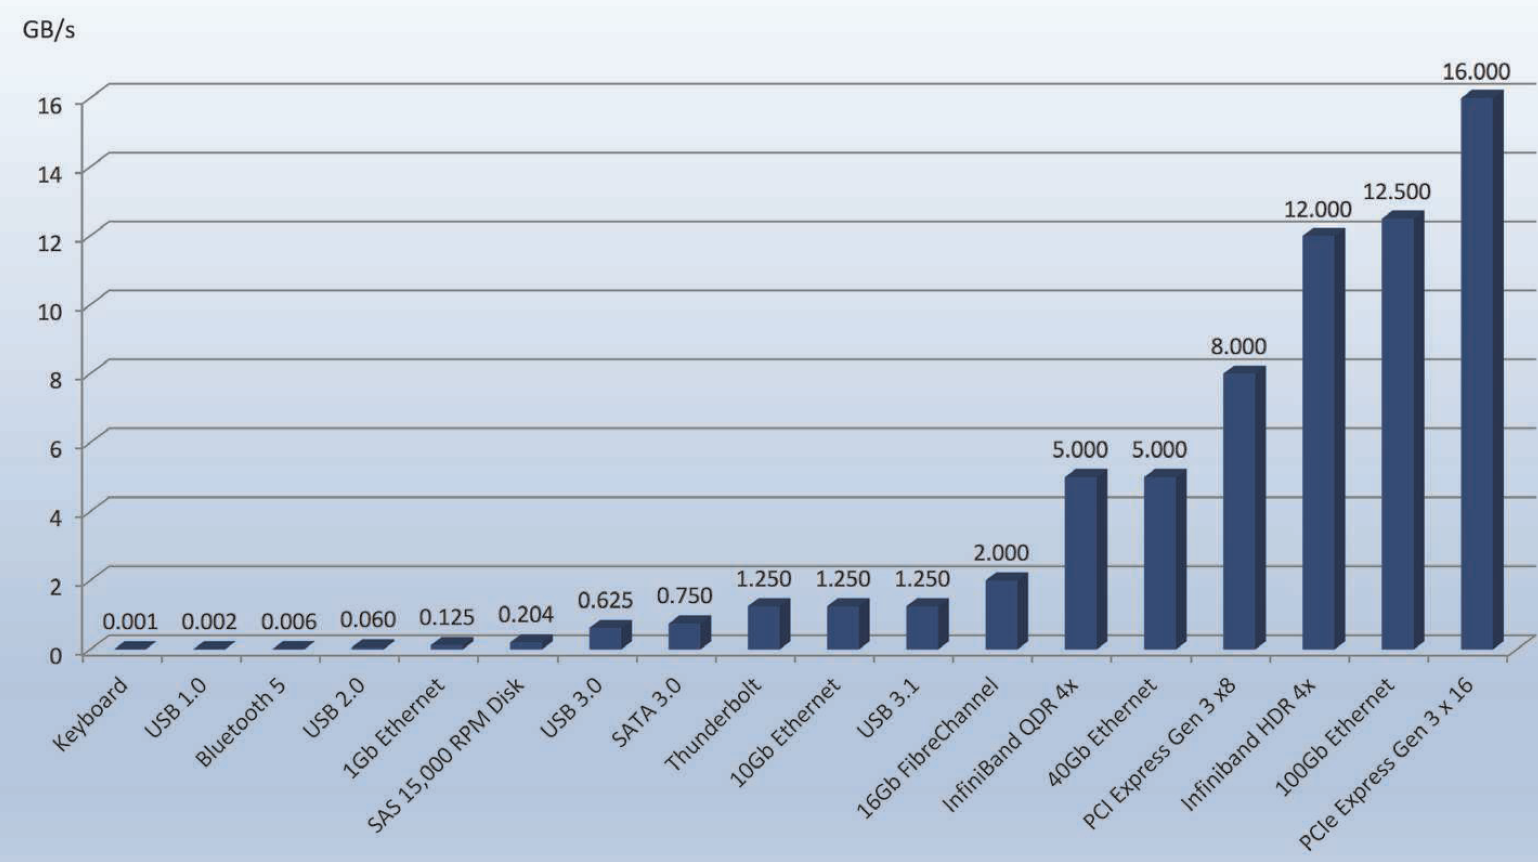 GB/s
16
14
12
10
8
6
4
2
0
0.001
0.002
0.006
0.060
0.125
0.204
0.625
0.750
1.250
1.250
1.250
2.000
5.000
5.000
8.000
12.000
12.500
16.000
Keyboard
USB 1.0
Bluetooth 5
USB 2.0
1Gb Ethernet
SAS 15,000 RPM Disk
USB 3.0
SATA 3.0
Thunderbolt
10Gb Ethernet
USB 3.1
16Gb FibreChannel
InfiniBand QDR 4x
40Gb Ethernet
PCI Express Gen 3 x8
Infiniband HDR 4x
100Gb Ethernet
PCIe Express Gen 3 x 16